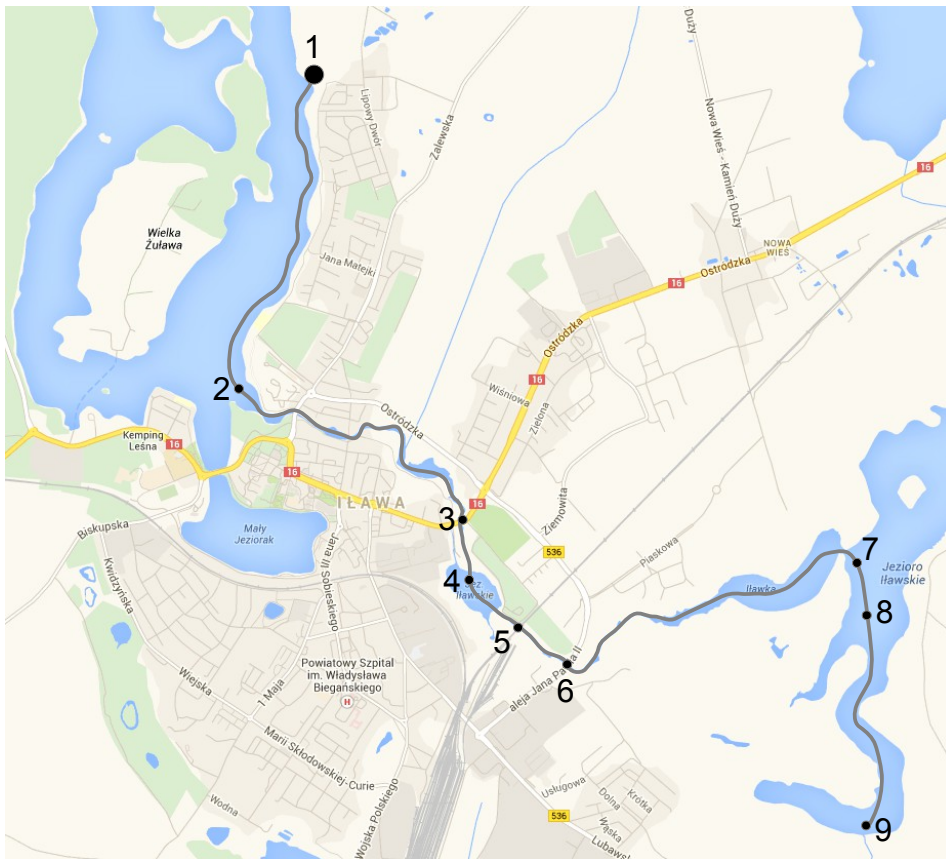 1
Lipowy Dwór
Zalewska
Duży
Nowa Wieś - Kamień Duży
16
Wielka
Żuława
Jana Matejki
NOWA
WIEŚ
Ostródzka
16
Ostródzka
16
2
Wiśniowa
Zielona
Ostródzka
Kemping
Leśna
16
16
IŁAWA
16
3
Ziemowita
Mały
Jeziorak
Biskupska
Jana III Sobieskiego
536
Piaskowa
7
Jezioro
Iławskie
Kwidzyńska
4
Iławskie
Iławka
8
5
6
aleja Jana Pawła II
Powiatowy Szpital
im. Władysława
Biegańskiego
H
Wiejska
1 Maja
Marii Skłodowskiej-Curie
Wodna
Wojska Polskiego
Usługowa
Dolna
Krótka
Wąska
536
Lubawsk
9